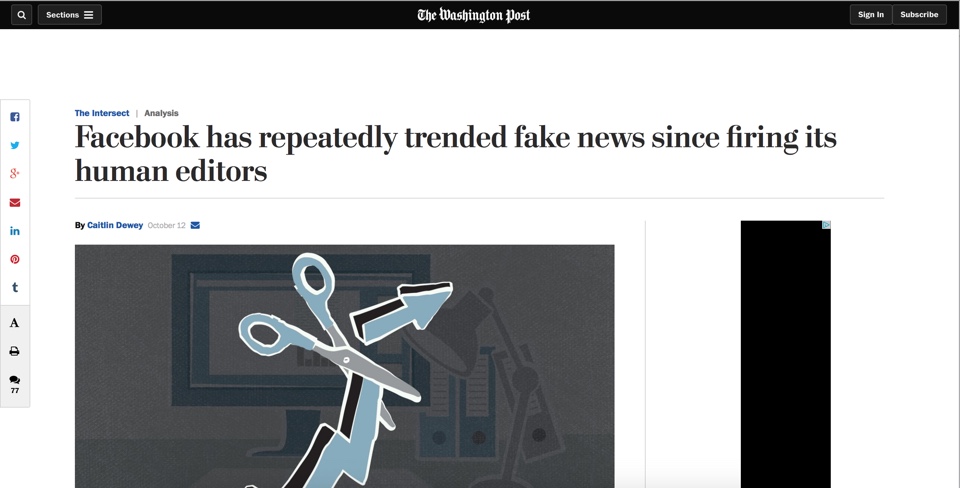 Sections
The Washington Post
Sign In
Subscribe
The Intersect | Analysis
Facebook has repeatedly trended fake news since firing its
human editors
By Caitlin Dewey October 12
A
77